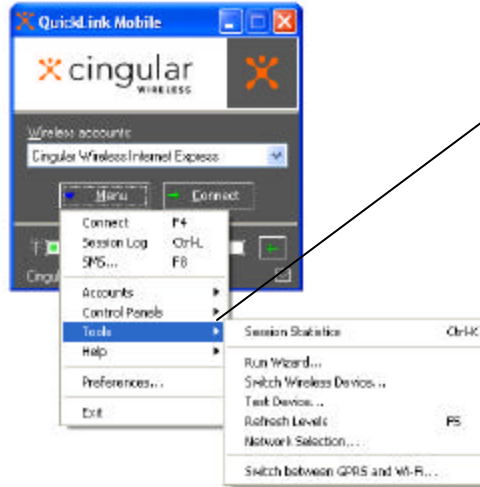 QuickLink Mobile
cingular
WIRELESS
Wireless accounts
Cingular Wireless Internet Express
Menu
Connect
Connect F4
Session Log Ctrl-L
SMS... F8
Cingul
Accounts
Control Panels
Tools
Help
Preferences...
Exit
Session Statistics Ctrl-K
Run Wizard...
Switch Wireless Device...
Test Device...
Refresh Levels F5
Network Selection...
Switch between GPRS and Wi-Fi...